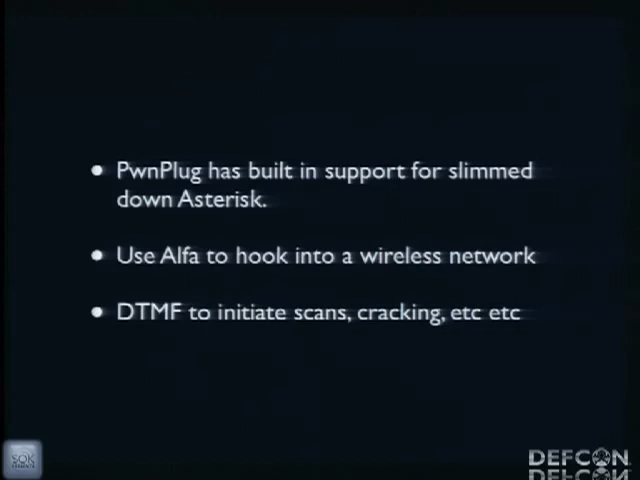 • PwnPlug has built in support for slimmed
down Asterisk.
• Use Alfa to hook into a wireless network
• DTMF to initiate scans, cracking, etc etc
SOK
DEFCON